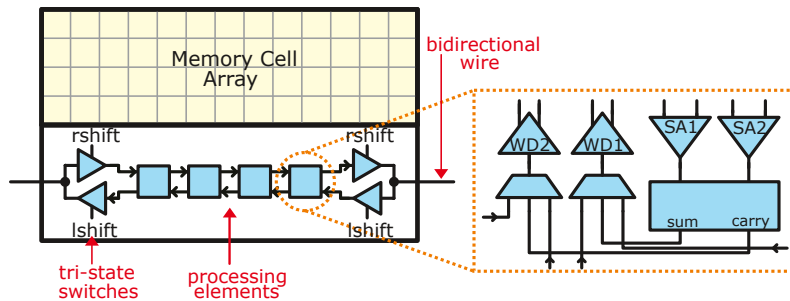 Memory Cell
Array
bidirectional
wire
rshift
rshift
WD2
WD1
SA1
SA2
sum
carry
lshift
lshift
tri-state
switches
processing
elements